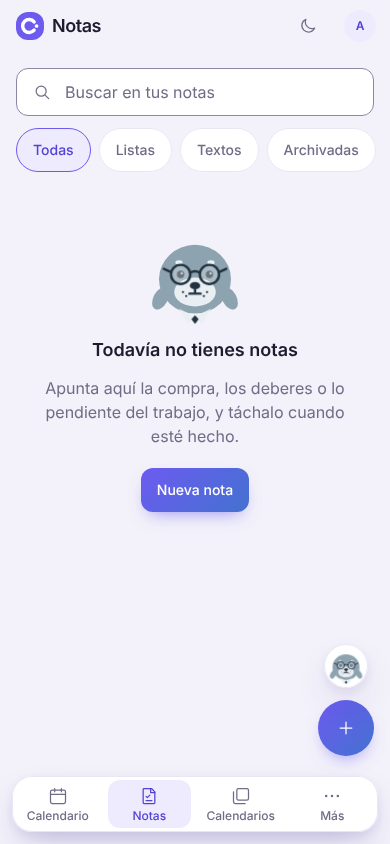 Notas
A
Buscar en tus notas
Todas
Listas
Textos
Archivadas
Todavía no tienes notas
Apunta aquí la compra, los deberes o lo
pendiente del trabajo, y táchalo cuando
esté hecho.
Nueva nota
Calendario
Notas
Calendarios
Más